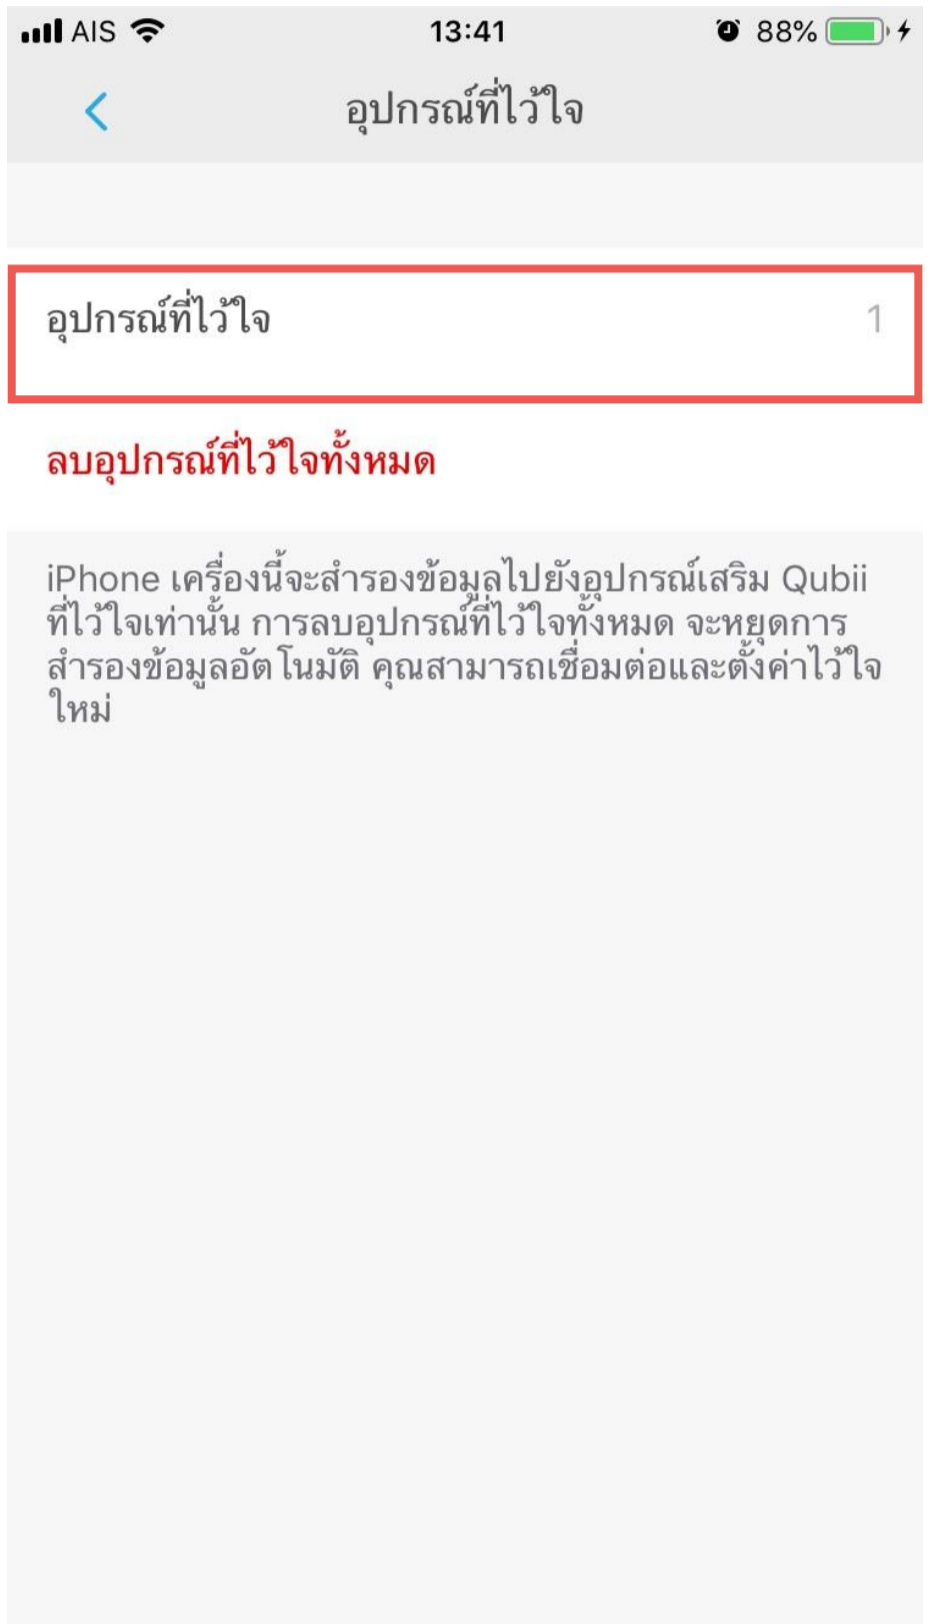 AIS 13:41 88%
อุปกรณ์ที่ไว้ใจ
อุปกรณ์ที่ไว้ใจ 1
ลบอุปกรณ์ที่ไว้ใจทั้งหมด
iPhone เครื่องนี้จะสำรองข้อมูลไปยังอุปกรณ์เสริม Qubii
ที่ไว้ใจเท่านั้น การลบอุปกรณ์ที่ไว้ใจทั้งหมด จะหยุดการ
สำรองข้อมูลอัตโนมัติ คุณสามารถเชื่อมต่อและตั้งค่าไว้ใจ
ใหม่